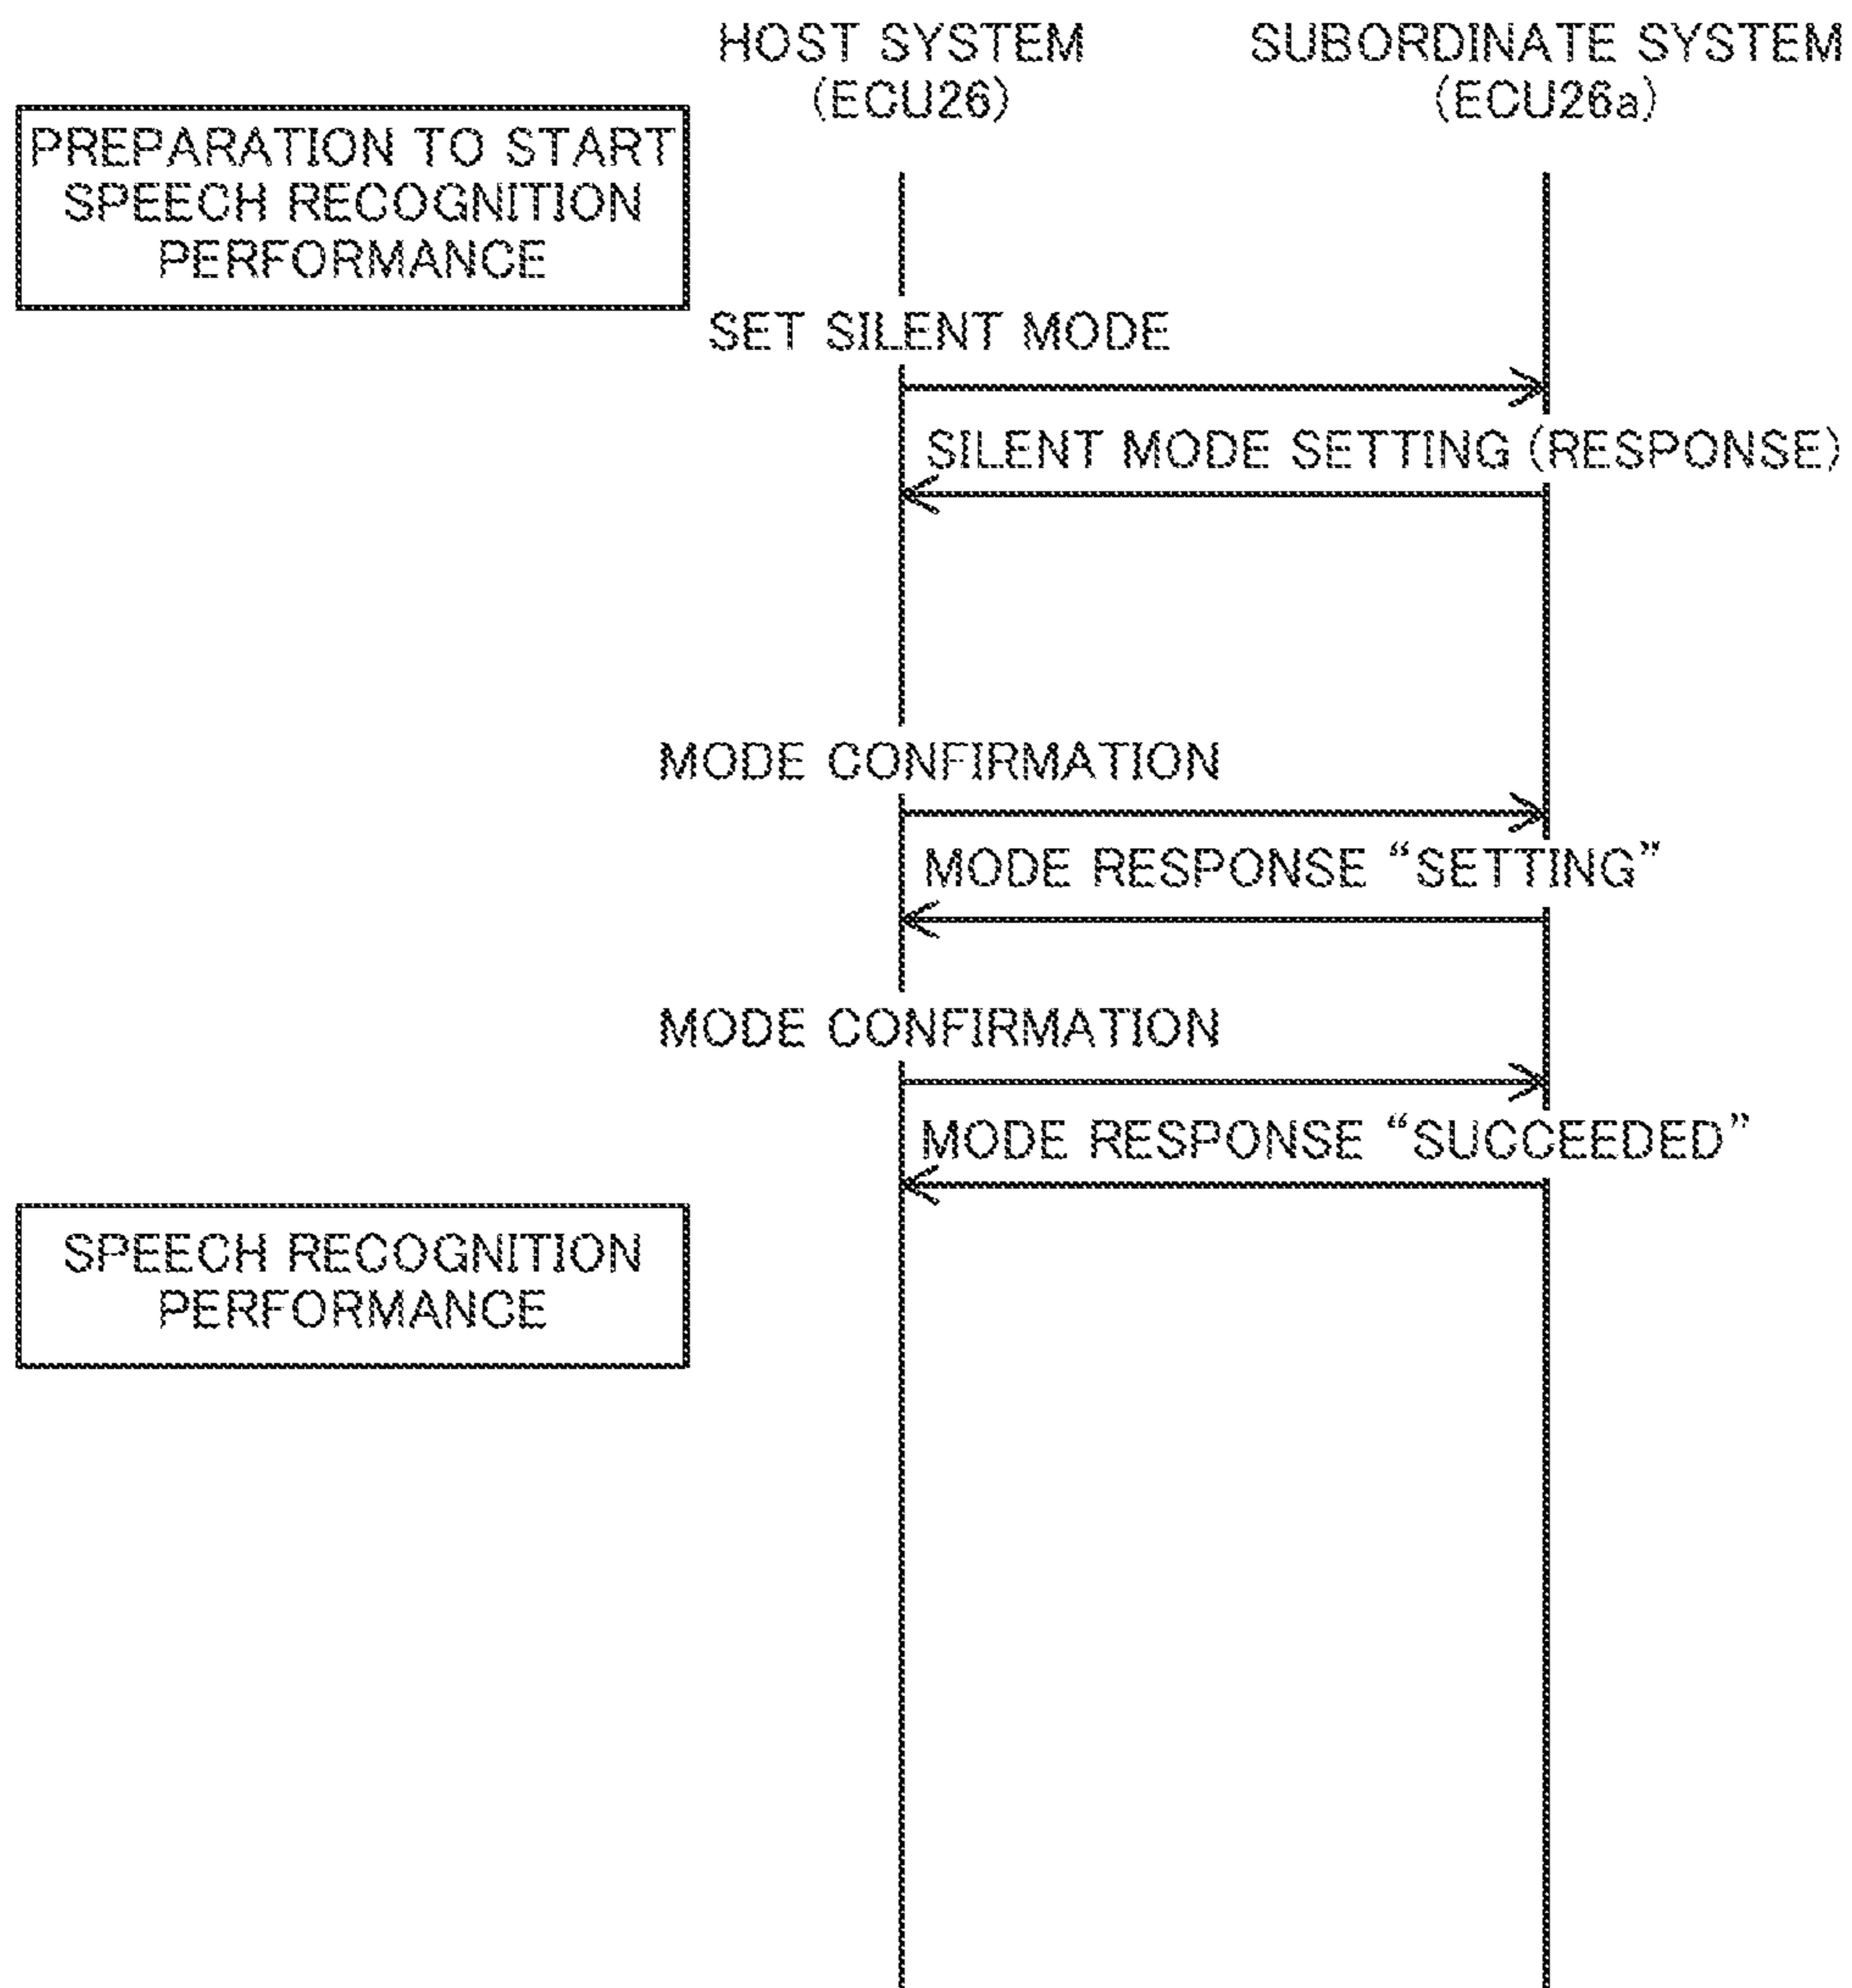 HOST SYSTEM
(ECU26)
SUBORDINATE SYSTEM
(ECU26a)
PREPARATION TO START
SPEECH RECOGNITION
PERFORMANCE
SET SILENT MODE
SILENT MODE SETTING (RESPONSE)
MODE CONFIRMATION
MODE RESPONSE “SETTING”
MODE CONFIRMATION
MODE RESPONSE “SUCCEEDED”
SPEECH RECOGNITION
PERFORMANCE